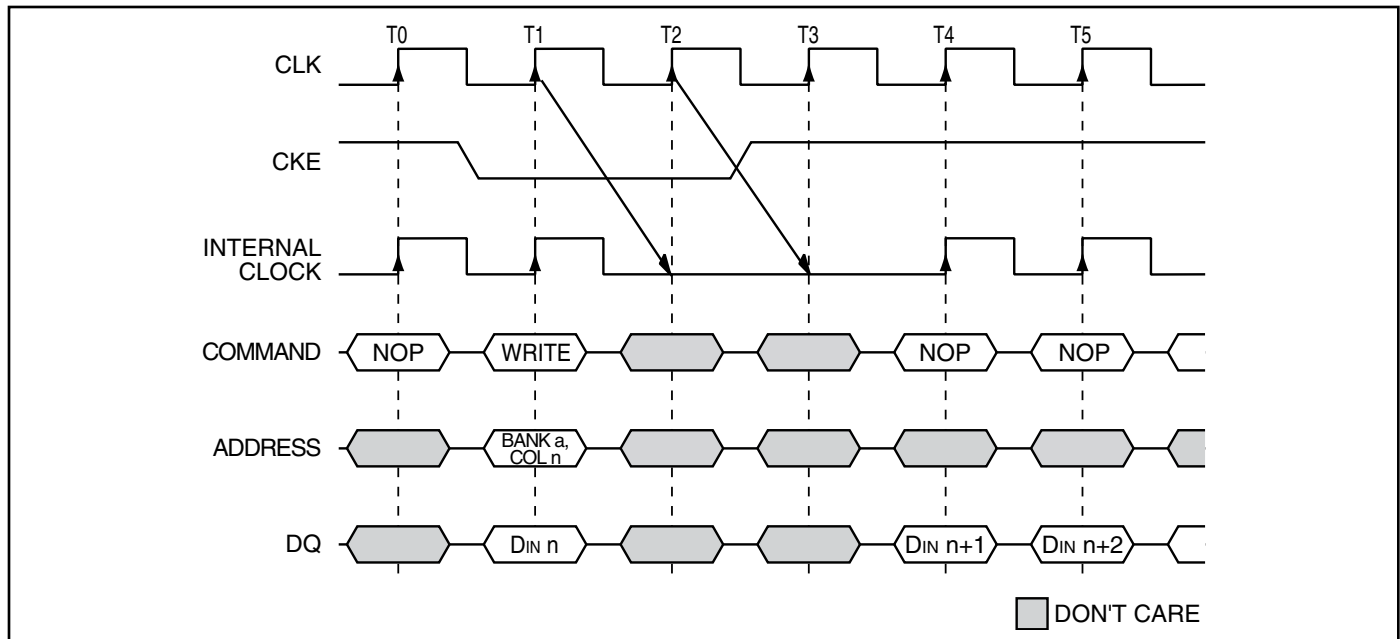 T0 T1 T2 T3 T4 T5
CLK
CKE
INTERNAL
CLOCK
COMMAND NOP WRITE NOP NOP
ADDRESS BANK a,
COL n
DQ DIN n DIN n+1 DIN n+2
DON'T CARE